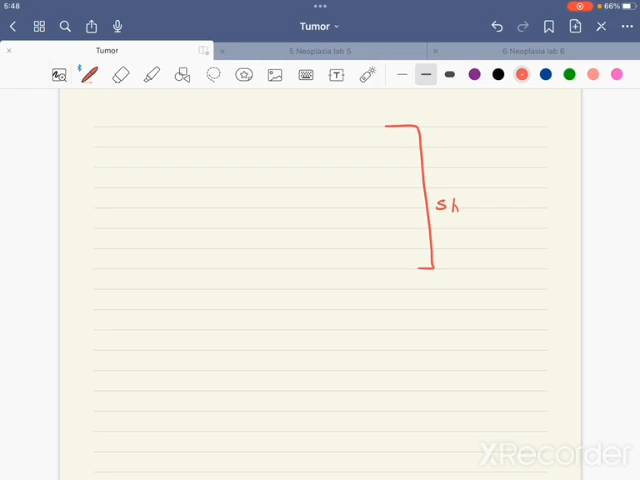 5:48
66%
Tumor
Tumor
5 Neoplasia lab 5
6 Neoplasia lab 6
sh
XRecorder